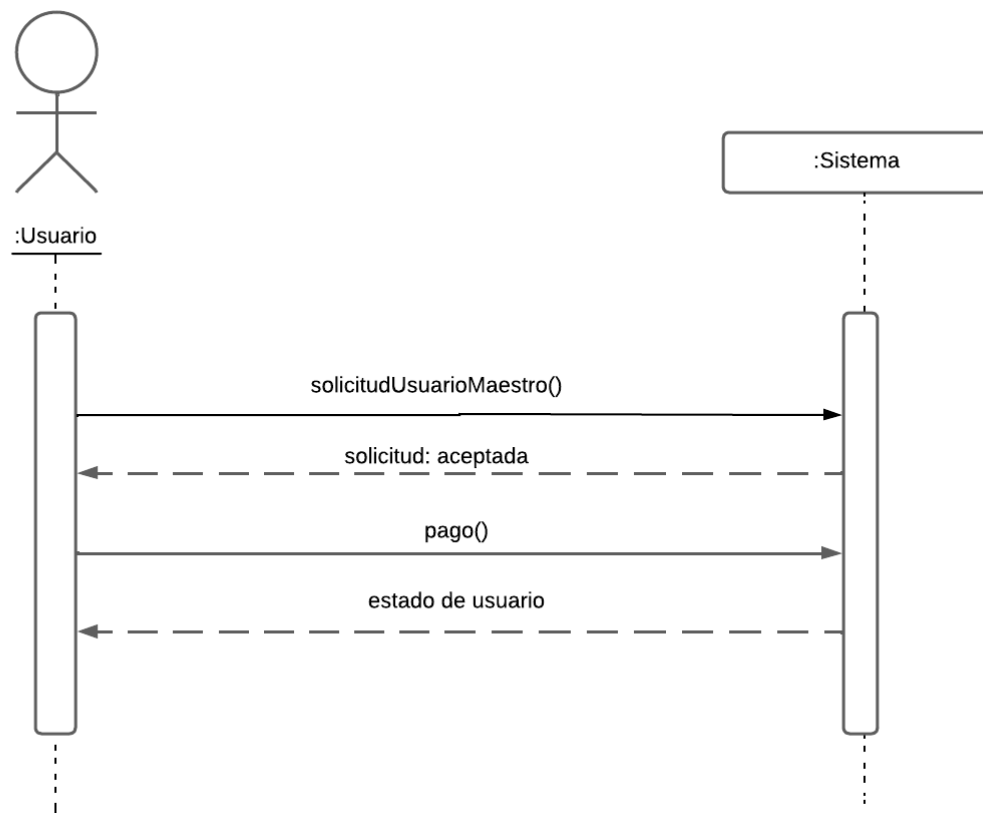 :Sistema
:Usuario
solicitudUsuarioMaestro()
solicitud: aceptada
pago()
estado de usuario